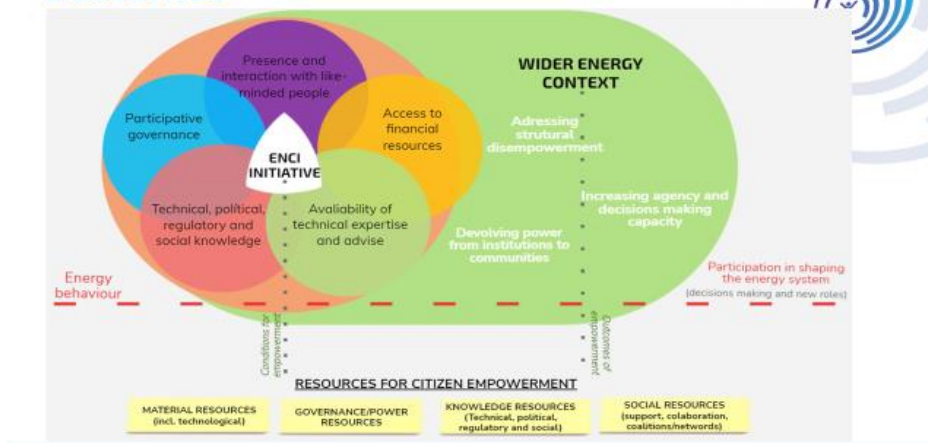 Presence and
interaction with like-
minded people
Participative
governance
Access to
financial
resources
ENCI
INITIATIVE
Technical, polítical,
regulatory and
social knowledge
Avaliability of
technical expertise
and advise
WIDER ENERGY
CONTEXT
Adressing
strutural
disempowerment
Increasing agency and
decisions making
capacity
Devolving power
from institutions to
communities
Energy
behaviour
Participation in shaping
the energy system
(decisions making and new roles)
Conditions for
empowerment
Outcomes of
empowerment
RESOURCES FOR CITIZEN EMPOWERMENT
MATERIAL RESOURCES
(incl. technological)
GOVERNANCE/POWER
RESOURCES
KNOWLEDGE RESOURCES
(Technical, political,
regulatory and social)
SOCIAL RESOURCES
(support, colaboration,
coalitions/networks)